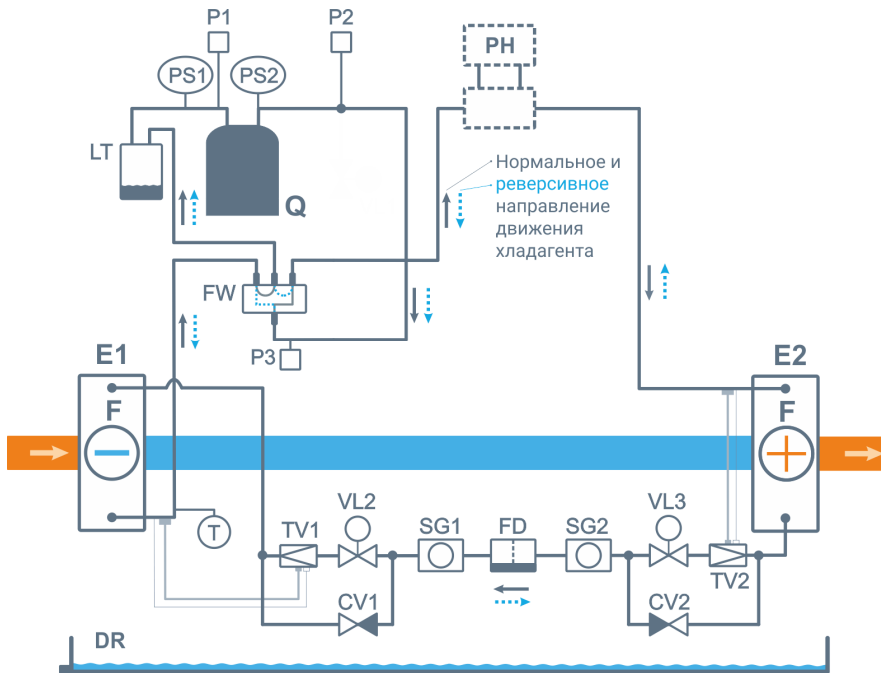 P1
P2
PS1
PS2
PH
LT
Q
Нормальное и
реверсивное
направление
движения
хладагента
FW
P3
E1
E2
F
F
T
TV1
VL2
SG1
FD
SG2
VL3
TV2
CV1
CV2
DR